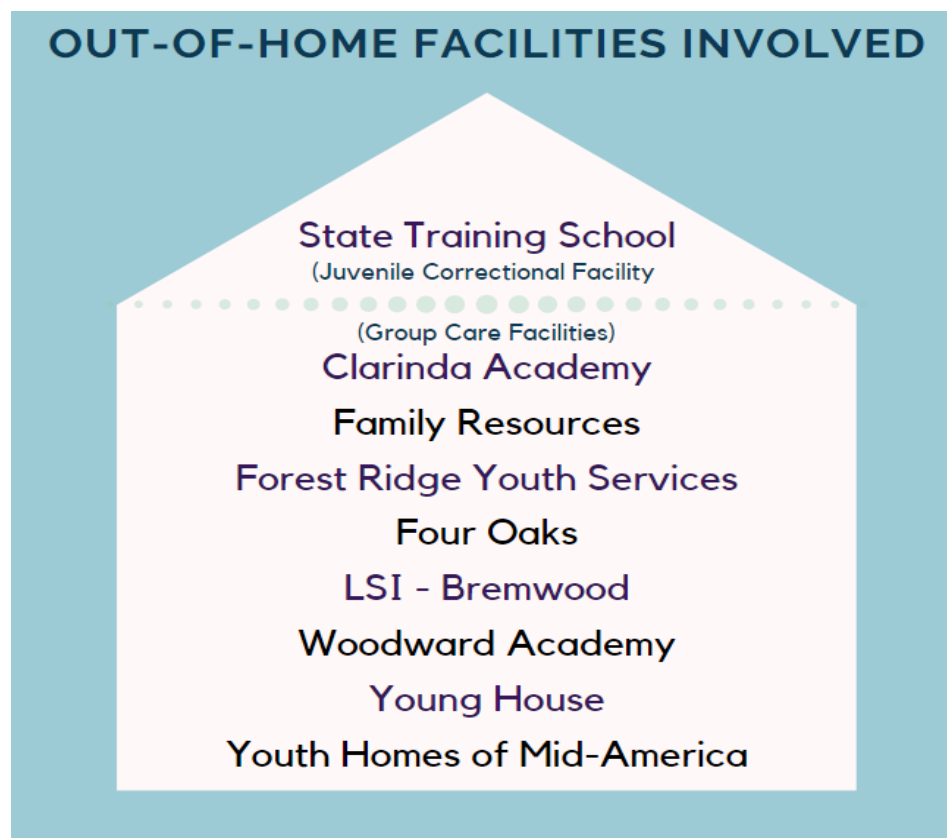 OUT-OF-HOME FACILITIES INVOLVED
State Training School
(Juvenile Correctional Facility
(Group Care Facilities)
Clarinda Academy
Family Resources
Forest Ridge Youth Services
Four Oaks
LSI - Bremwood
Woodward Academy
Young House
Youth Homes of Mid-America